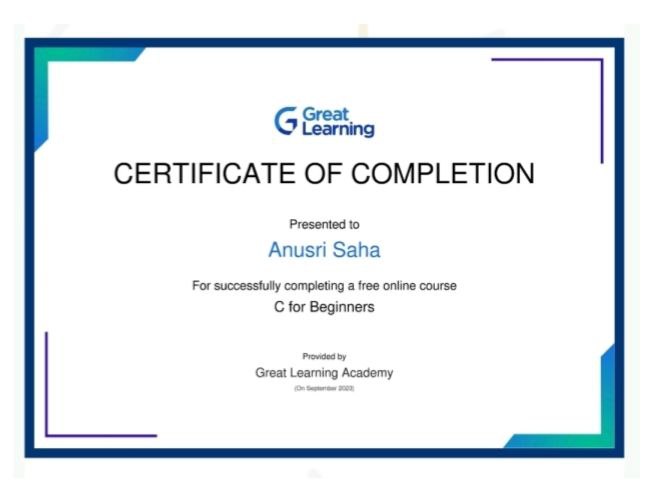 Great
Learning
CERTIFICATE OF COMPLETION
Presented to
Anusri Saha
For successfully completing a free online course
C for Beginners
Provided by
Great Learning Academy
(On September 2023)